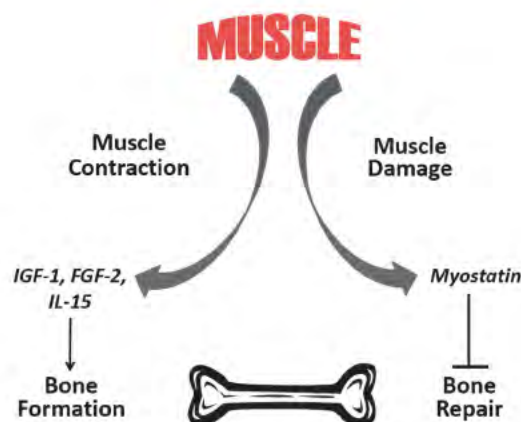 MUSCLE
Muscle
Contraction
Muscle
Damage
IGF-1, FGF-2,
IL-15
Myostatin
Bone
Formation
Bone
Repair